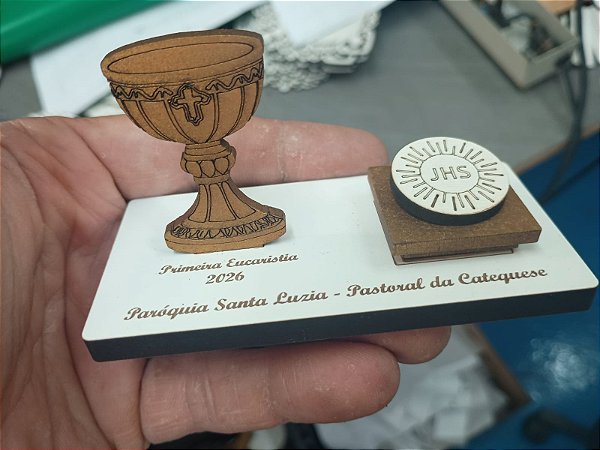 JHS
Primeira Eucaristia
2026
Paróquia Santa Luzia - Pastoral da Catequese